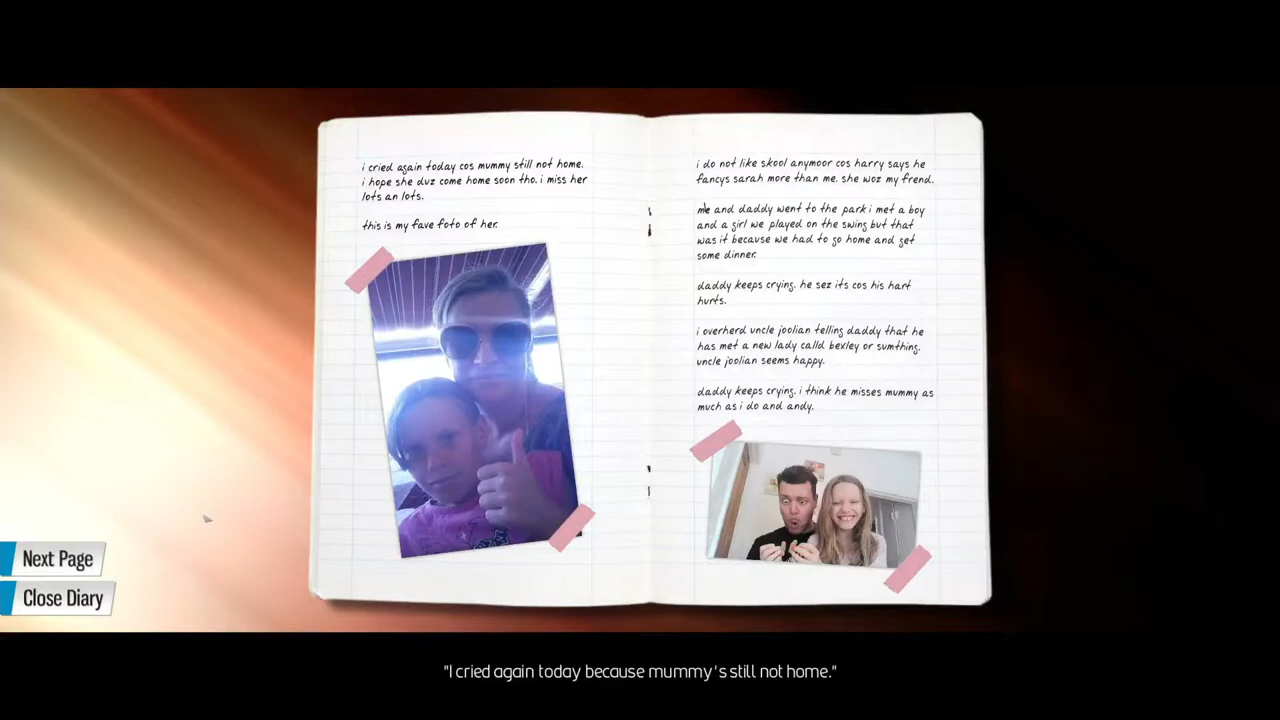 i cried again today cos mummy still not home.
i hope she duz come home soon tho. i miss her
lots an lots.
this is my fave foto of her.
i do not like skool anymoor cos harry says he
fancys sarah more than me. she woz my frend.
me and daddy went to the park i met a boy
and a girl we played on the swing but that
was it because we had to go home and get
some dinner.
daddy keeps crying. he sez its cos his hart
hurts.
i overherd uncle joolian telling daddy that he
has met a new lady calld bexley or sumthing.
uncle joolian seems happy.
daddy keeps crying. i think he misses mummy as
much as i do and andy.
Next Page
Close Diary
"I cried again today because mummy's still not home."